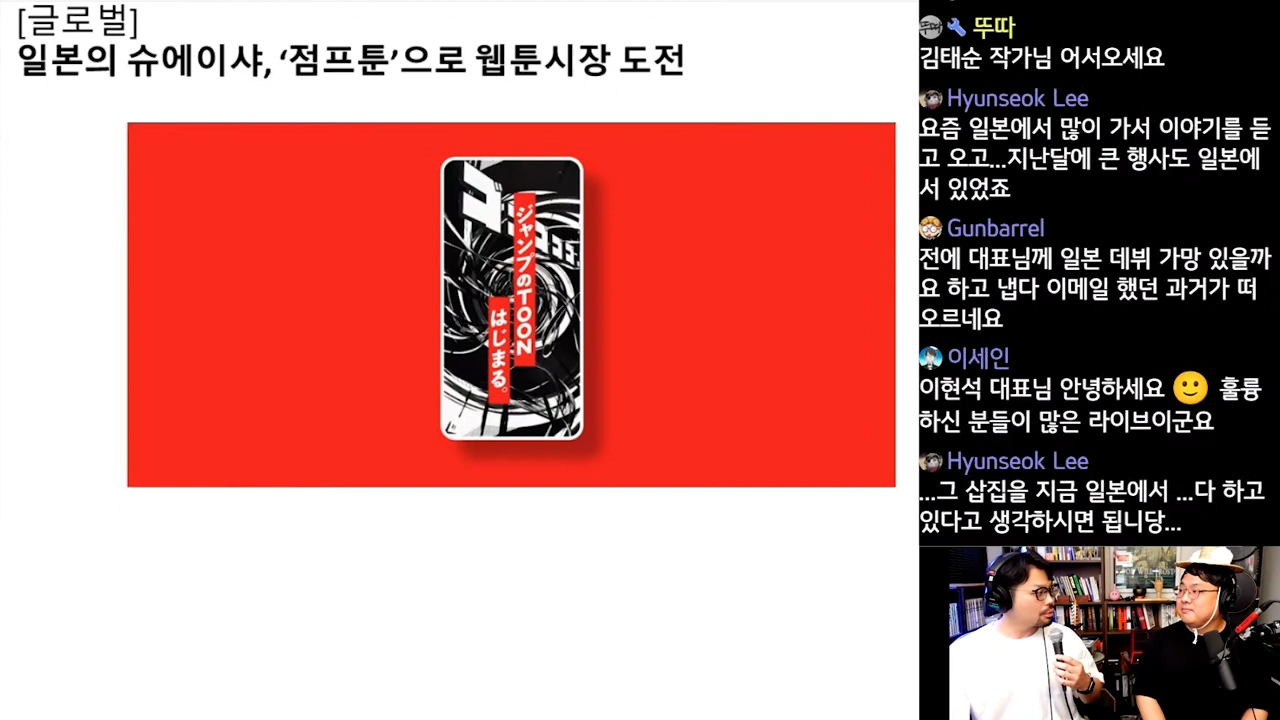 [글로벌]
일본의 슈에이샤, ‘점프툰’으로 웹툰시장 도전
ジャンプのTOON
はじまる。
뚜따
김태순 작가님 어서오세요
Hyunseok Lee
요즘 일본에서 많이 가서 이야기를 듣
고 오고...지난달에 큰 행사도 일본에
서 있었죠
Gunbarrel
전에 대표님께 일본 데뷔 가망 있을까
요 하고 냅다 이메일 했던 과거가 떠
오르네요
이세인
이현석 대표님 안녕하세요 🙂 훌륭
하신 분들이 많은 라이브이군요
Hyunseok Lee
...그 삽집을 지금 일본에서 ...다 하고
있다고 생각하시면 됩니당...